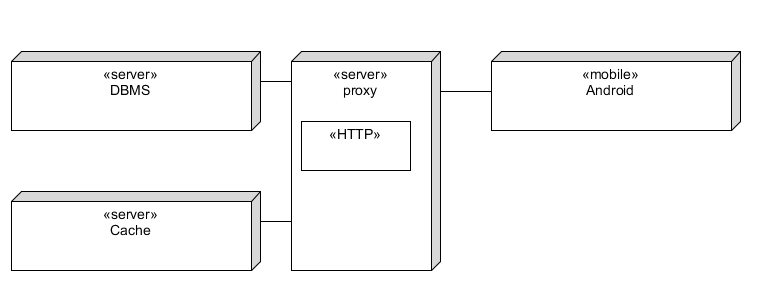 «server»
DBMS
«server»
proxy
«HTTP»
«mobile»
Android
«server»
Cache